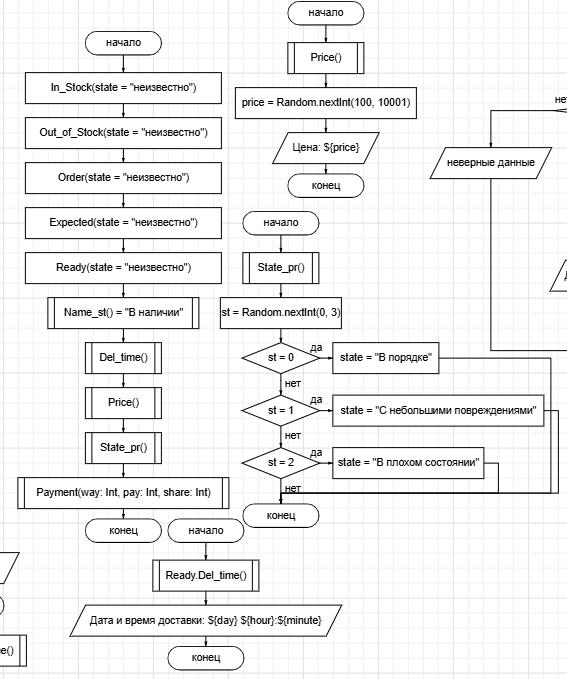 начало
In_Stock(state = "неизвестно")
Out_of_Stock(state = "неизвестно")
Order(state = "неизвестно")
Expected(state = "неизвестно")
Ready(state = "неизвестно")
Name_st() = "В наличии"
Del_time()
Price()
State_pr()
Payment(way: Int, pay: Int, share: Int)
конец
начало
Price()
price = Random.nextInt(100, 10001)
Цена: ${price}
конец
начало
State_pr()
st = Random.nextInt(0, 3)
st = 0
да
state = "В порядке"
нет
st = 1
да
state = "С небольшими повреждениями"
нет
st = 2
да
state = "В плохом состоянии"
нет
конец
начало
Ready.Del_time()
Дата и время доставки: ${day} ${hour}:${minute}
конец
неверные данные
e()